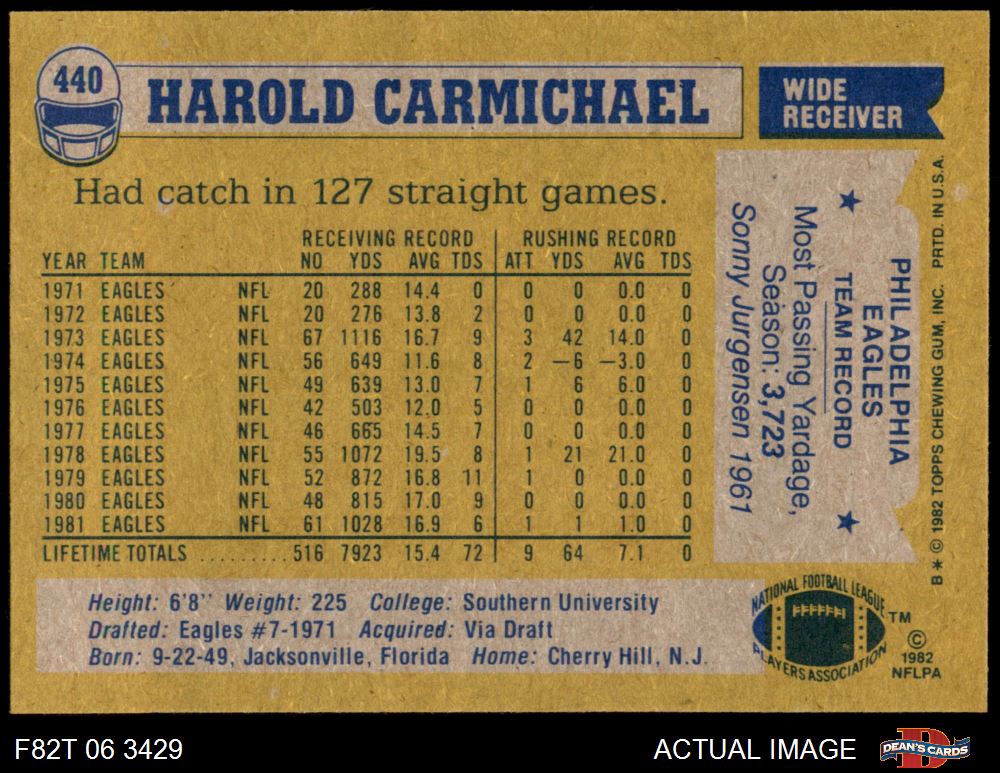 440
HAROLD CARMICHAEL
WIDE
RECEIVER
Had catch in 127 straight games.
RECEIVING RECORD RUSHING RECORD
YEAR TEAM NO YDS AVG TDS ATT YDS AVG TDS
1971 EAGLES NFL 20 288 14.4 0 0 0 0.0 0
1972 EAGLES NFL 20 276 13.8 2 0 0 0.0 0
1973 EAGLES NFL 67 1116 16.7 9 3 42 14.0 0
1974 EAGLES NFL 56 649 11.6 8 2 —6 —3.0 0
1975 EAGLES NFL 49 639 13.0 7 1 6 6.0 0
1976 EAGLES NFL 42 503 12.0 5 0 0 0.0 0
1977 EAGLES NFL 46 665 14.5 7 0 0 0.0 0
1978 EAGLES NFL 55 1072 19.5 8 1 21 21.0 0
1979 EAGLES NFL 52 872 16.8 11 1 0 0.0 0
1980 EAGLES NFL 48 815 17.0 9 0 0 0.0 0
1981 EAGLES NFL 61 1028 16.9 6 1 1 1.0 0
LIFETIME TOTALS .......... 516 7923 15.4 72 9 64 7.1 0
PHILADELPHIA
EAGLES
★ TEAM RECORD ★
Most Passing Yardage,
Season: 3,723
Sonny Jurgensen 1961
B * © 1982 TOPPS CHEWING GUM, INC. PRTD. IN U.S.A.
Height: 6'8" Weight: 225 College: Southern University
Drafted: Eagles #7-1971 Acquired: Via Draft
Born: 9-22-49, Jacksonville, Florida Home: Cherry Hill, N.J.
NATIONAL FOOTBALL LEAGUE
PLAYERS ASSOCIATION
TM
©
1982
NFLPA
F82T 06 3429
ACTUAL IMAGE
DEAN'S CARDS